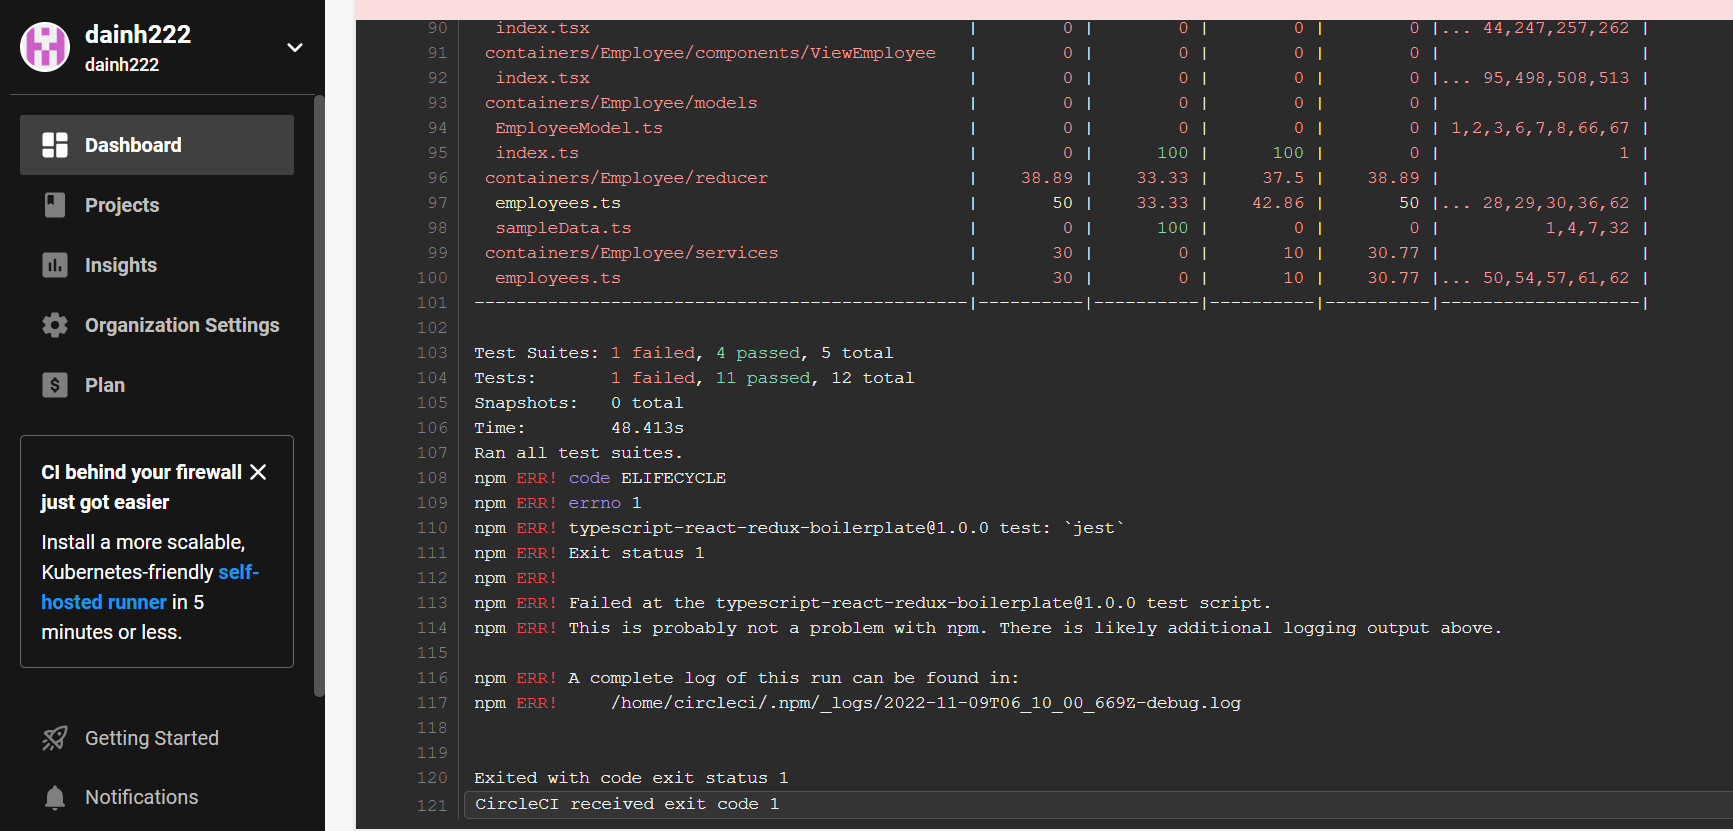 dainh222
dainh222
Dashboard
Projects
Insights
Organization Settings
Plan
CI behind your firewall
just got easier
Install a more scalable,
Kubernetes-friendly self-
hosted runner in 5
minutes or less.
Getting Started
Notifications
90 index.tsx | 0 | 0 | 0 | 0 |... 44,247,257,262 |
91 containers/Employee/components/ViewEmployee | 0 | 0 | 0 | 0 | |
92 index.tsx | 0 | 0 | 0 | 0 |... 95,498,508,513 |
93 containers/Employee/models | 0 | 0 | 0 | 0 | |
94 EmployeeModel.ts | 0 | 0 | 0 | 0 | 1,2,3,6,7,8,66,67 |
95 index.ts | 0 | 100 | 100 | 0 | 1 |
96 containers/Employee/reducer | 38.89 | 33.33 | 37.5 | 38.89 | |
97 employees.ts | 50 | 33.33 | 42.86 | 50 |... 28,29,30,36,62 |
98 sampleData.ts | 0 | 100 | 0 | 0 | 1,4,7,32 |
99 containers/Employee/services | 30 | 0 | 10 | 30.77 | |
100 employees.ts | 30 | 0 | 10 | 30.77 |... 50,54,57,61,62 |
101 -----------------------------------------------|----------|----------|----------|----------|-------------------|
102
103 Test Suites: 1 failed, 4 passed, 5 total
104 Tests: 1 failed, 11 passed, 12 total
105 Snapshots: 0 total
106 Time: 48.413s
107 Ran all test suites.
108 npm ERR! code ELIFECYCLE
109 npm ERR! errno 1
110 npm ERR! typescript-react-redux-boilerplate@1.0.0 test: `jest`
111 npm ERR! Exit status 1
112 npm ERR!
113 npm ERR! Failed at the typescript-react-redux-boilerplate@1.0.0 test script.
114 npm ERR! This is probably not a problem with npm. There is likely additional logging output above.
115
116 npm ERR! A complete log of this run can be found in:
117 npm ERR! /home/circleci/.npm/_logs/2022-11-09T06_10_00_669Z-debug.log
118
119
120 Exited with code exit status 1
121 CircleCI received exit code 1